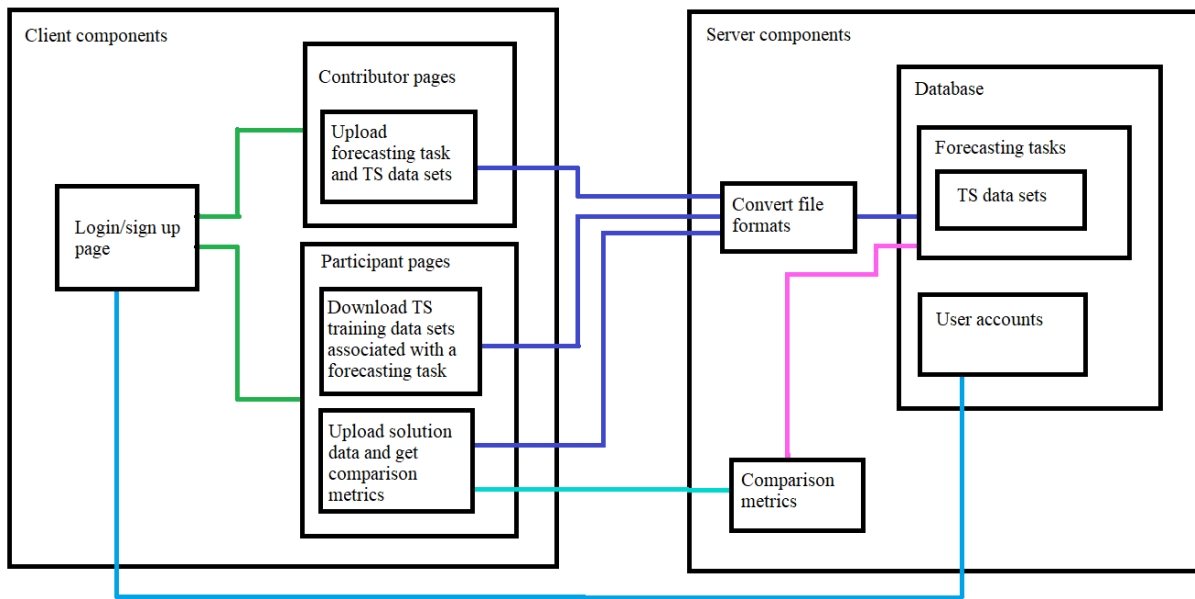 Client components
Contributor pages
Upload
forecasting task
and TS data sets
Login/sign up
page
Participant pages
Download TS
training data sets
associated with a
forecasting task
Upload solution
data and get
comparison
metrics
Server components
Database
Forecasting tasks
TS data sets
Convert file
formats
User accounts
Comparison
metrics